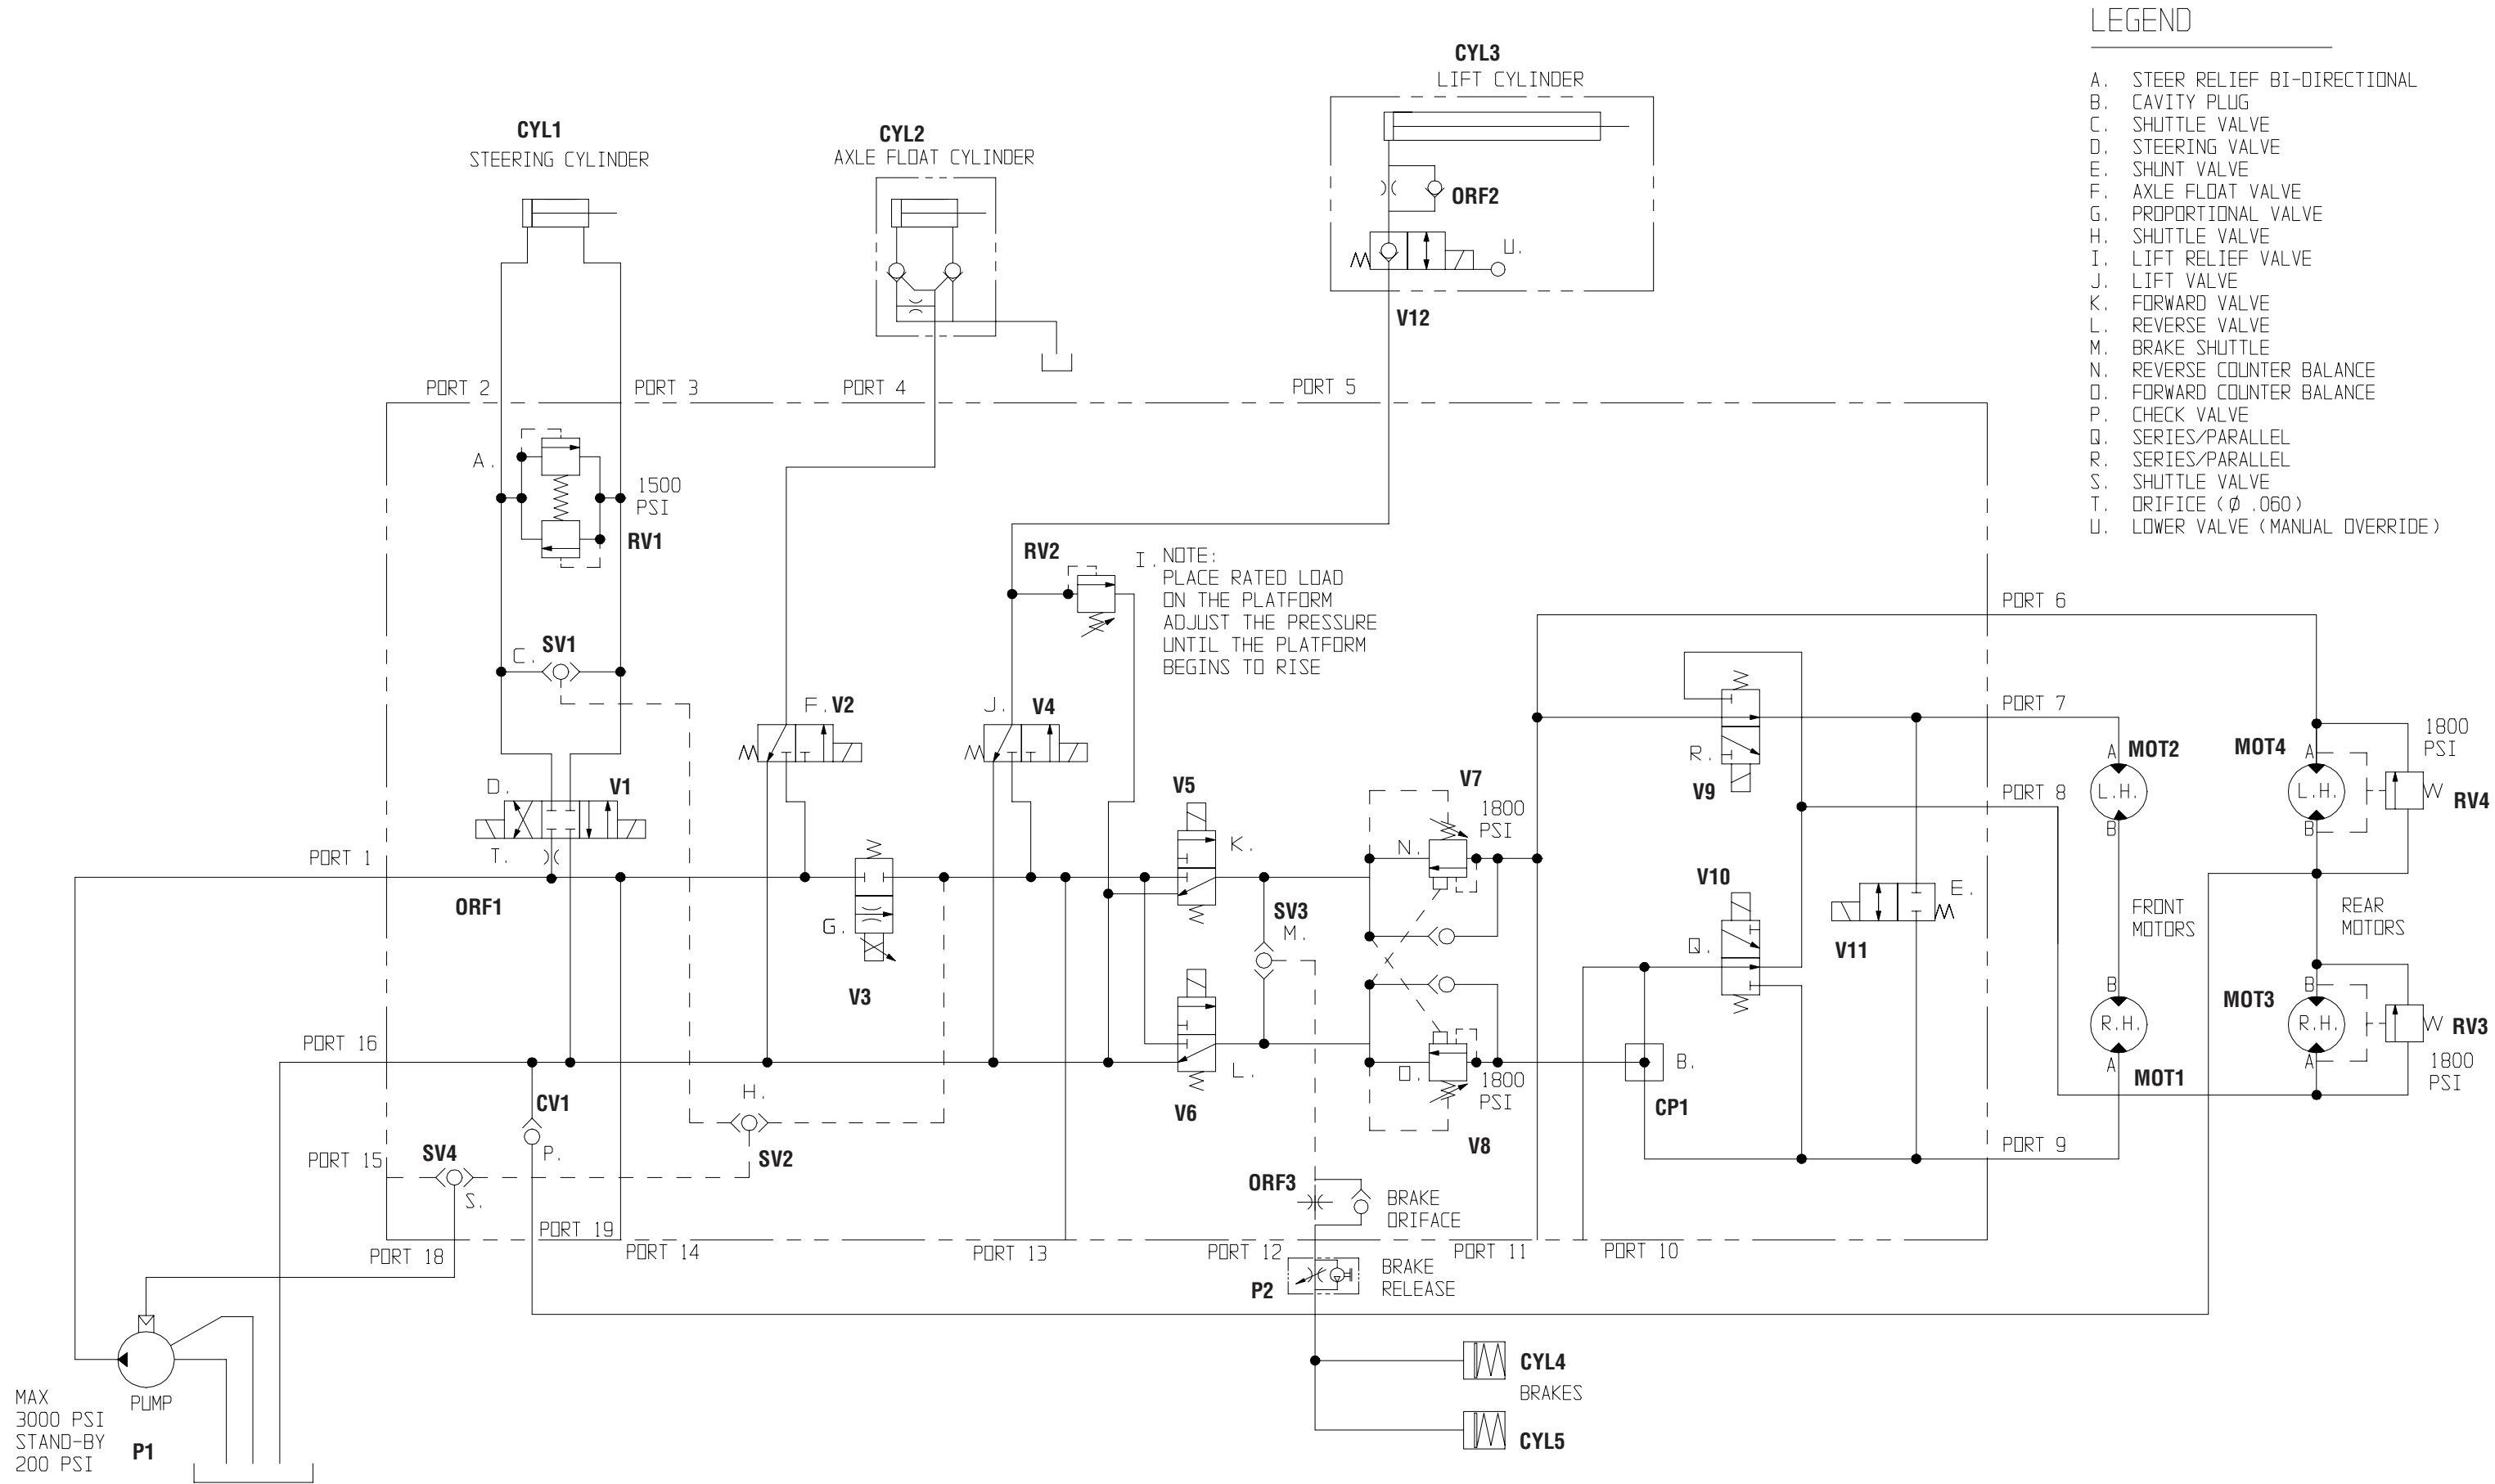 LEGEND
A. STEER RELIEF BI-DIRECTIONAL
B. CAVITY PLUG
C. SHUTTLE VALVE
D. STEERING VALVE
E. SHUNT VALVE
F. AXLE FLOAT VALVE
G. PROPORTIONAL VALVE
H. SHUTTLE VALVE
I. LIFT RELIEF VALVE
J. LIFT VALVE
K. FORWARD VALVE
L. REVERSE VALVE
M. BRAKE SHUTTLE
N. REVERSE COUNTER BALANCE
O. FORWARD COUNTER BALANCE
P. CHECK VALVE
Q. SERIES/PARALLEL
R. SERIES/PARALLEL
S. SHUTTLE VALVE
T. ORIFICE (Ø .060)
U. LOWER VALVE (MANUAL OVERRIDE)
CYL3
LIFT CYLINDER
CYL1
STEERING CYLINDER
CYL2
AXLE FLOAT CYLINDER
ORF2
U.
V12
PORT 2
PORT 3
PORT 4
PORT 5
A.
1500
PSI
RV1
RV2
I.
NOTE:
PLACE RATED LOAD
ON THE PLATFORM
ADJUST THE PRESSURE
UNTIL THE PLATFORM
BEGINS TO RISE
PORT 6
SV1
C.
F. V2
J. V4
PORT 7
R.
V9
MOT2
A
L.H.
B
MOT4
A
L.H.
B
1800
PSI
RV4
D.
V1
T.
V5
K.
V7
1800
PSI
N.
PORT 8
PORT 1
ORF1
G.
V3
SV3
M.
V10
Q.
E.
V11
FRONT
MOTORS
REAR
MOTORS
B
R.H.
A
MOT1
MOT3
B
R.H.
A
RV3
1800
PSI
PORT 16
CV1
P.
H.
SV2
L.
V6
O.
1800
PSI
V8
B.
CP1
PORT 9
PORT 15
SV4
S.
ORF3
BRAKE
ORIFACE
PORT 18
PORT 19
PORT 14
PORT 13
PORT 12
PORT 11
PORT 10
P2
BRAKE
RELEASE
PUMP
MAX
3000 PSI
STAND-BY
200 PSI
P1
CYL4
BRAKES
CYL5